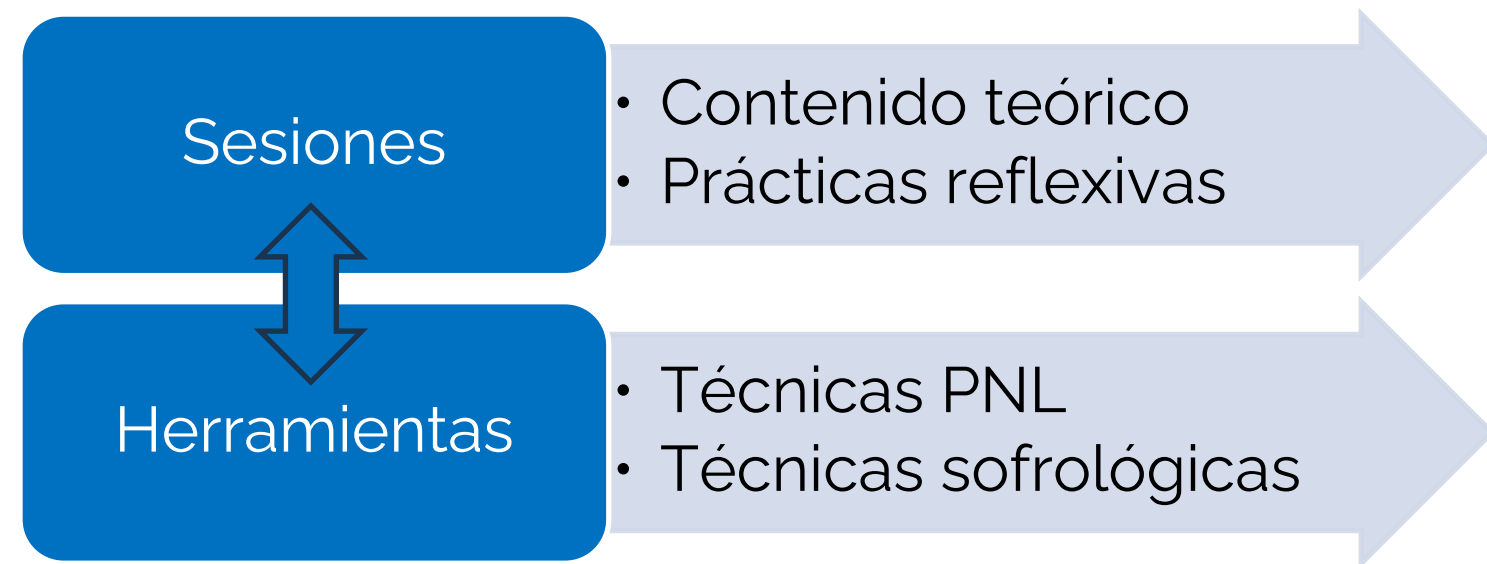 Sesiones
• Contenido teórico
• Prácticas reflexivas
Herramientas
• Técnicas PNL
• Técnicas sofrológicas